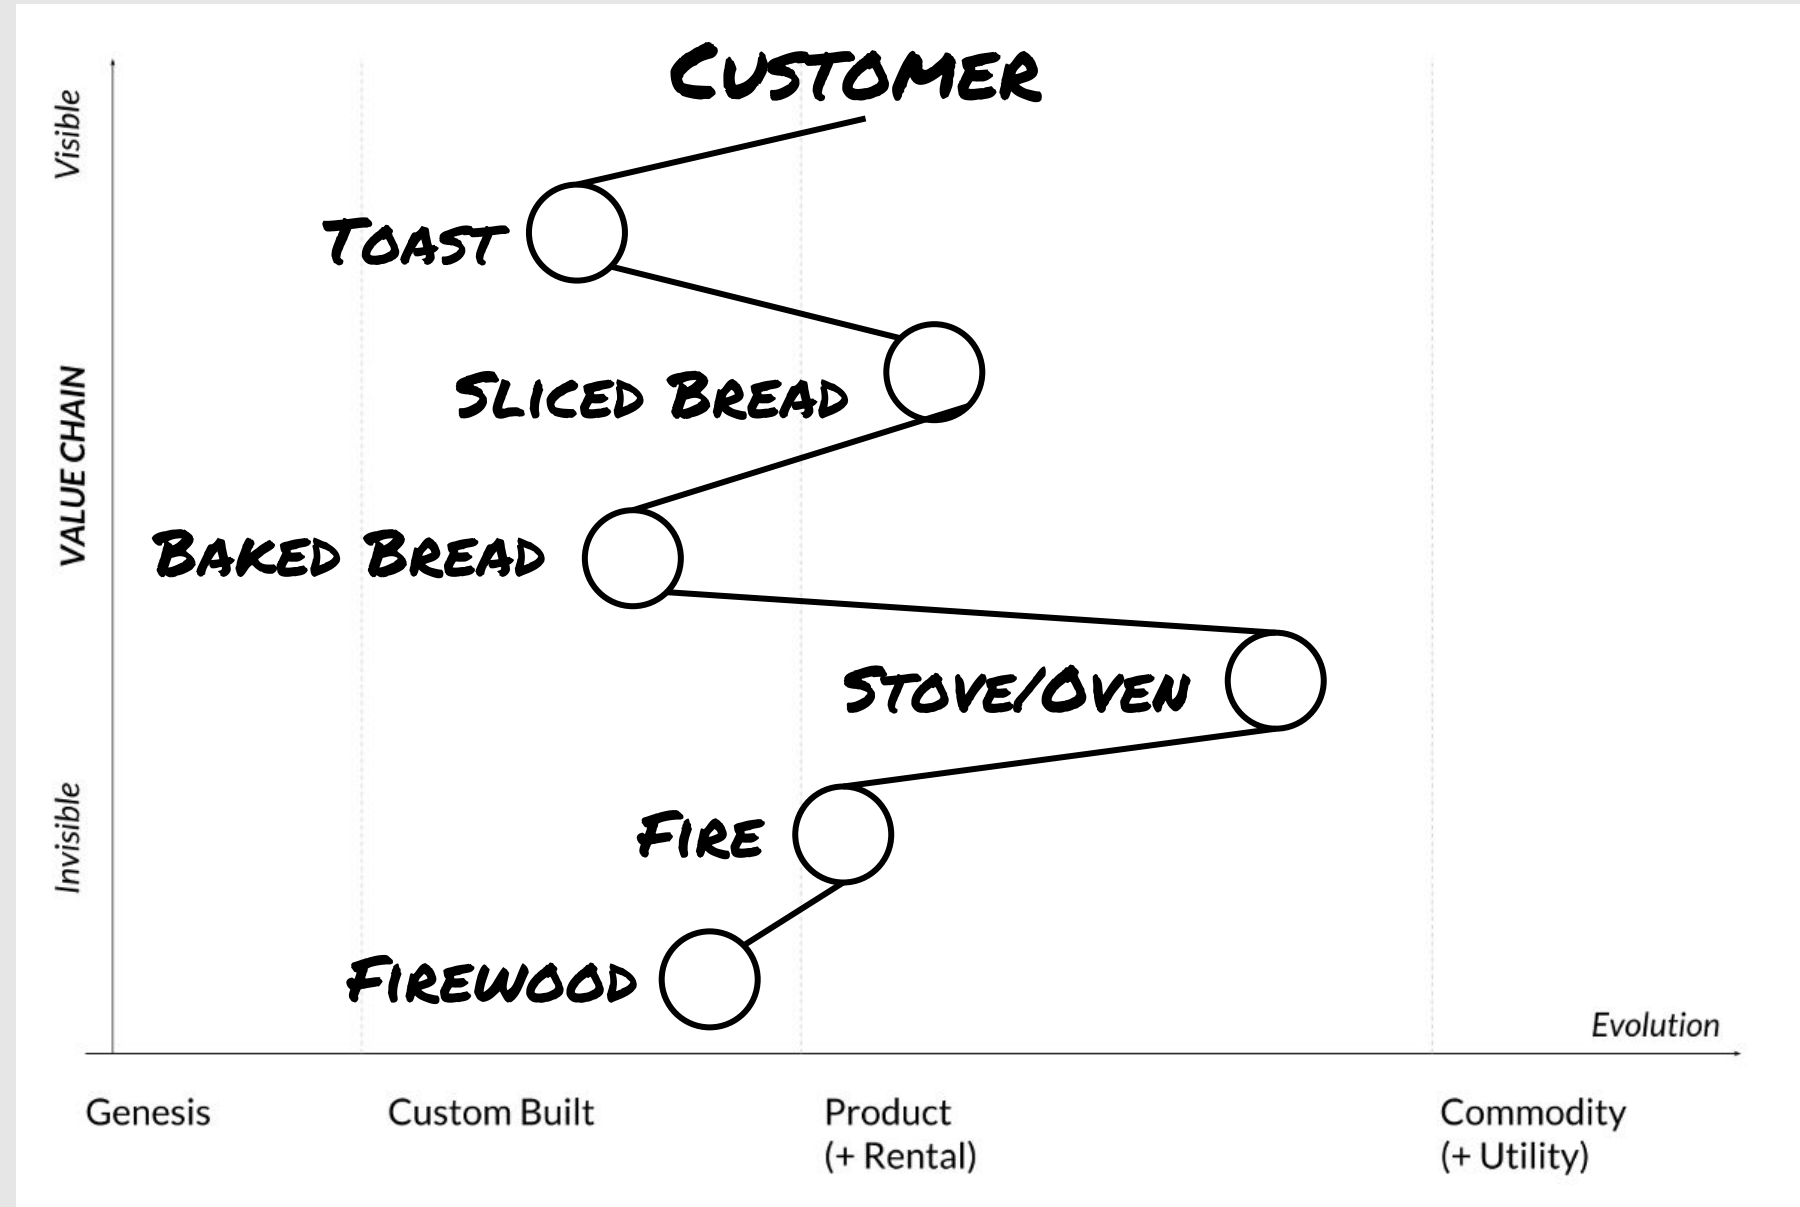 CUSTOMER
Visible
TOAST
SLICED BREAD
VALUE CHAIN
BAKED BREAD
STOVE/OVEN
Invisible
FIRE
FIREWOOD
Evolution
Genesis
Custom Built
Product
(+ Rental)
Commodity
(+ Utility)